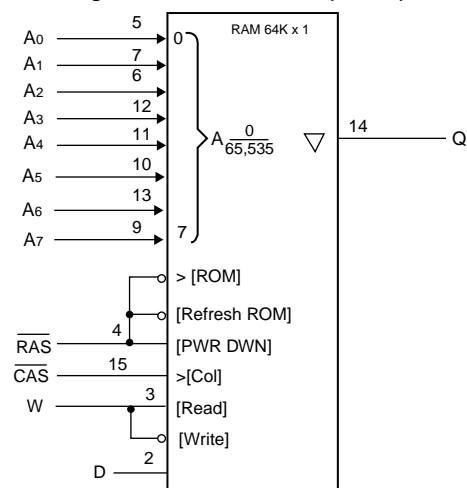 RAM 64K x 1
A0 5 0
A1 7
A2 6
A3 12
A4 11
A5 10
A6 13
A7 9 7
A 0
65,535
14 Q
> [ROM]
[Refresh ROM]
RAS 4 [PWR DWN]
CAS 15 >[Col]
W 3 [Read]
[Write]
D 2